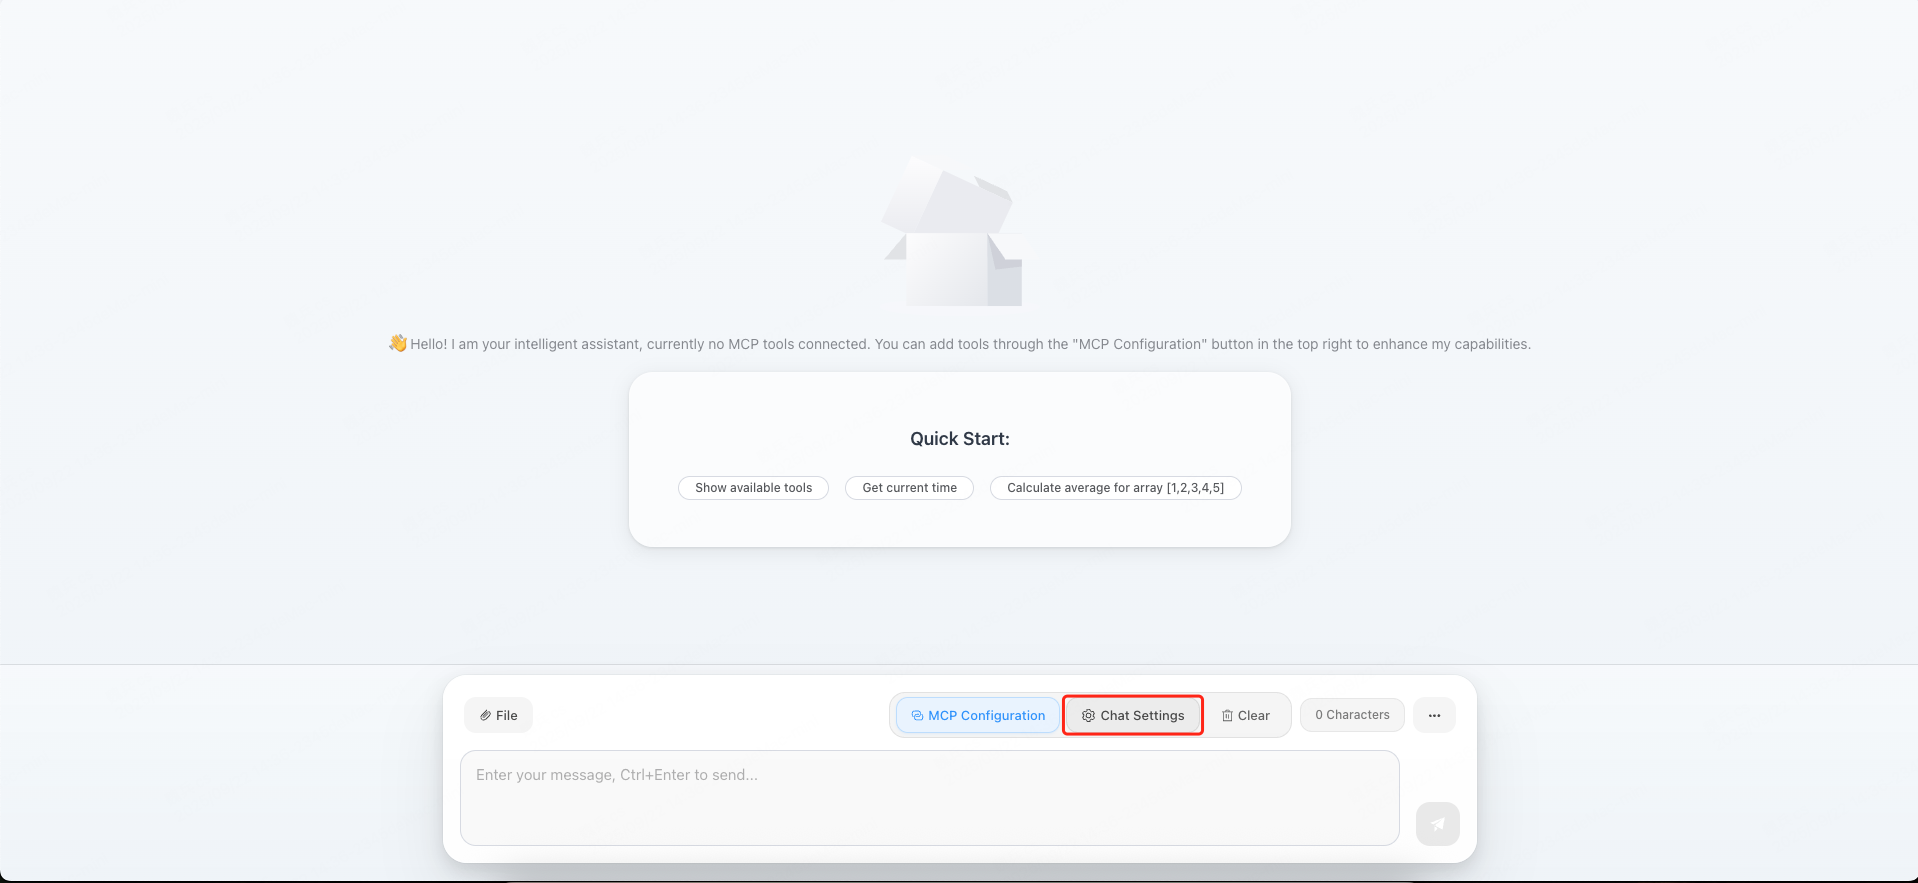 👋 Hello! I am your intelligent assistant, currently no MCP tools connected. You can add tools through the "MCP Configuration" button in the top right to enhance my capabilities.
Quick Start:
Show available tools
Get current time
Calculate average for array [1,2,3,4,5]
File
MCP Configuration
Chat Settings
Clear
0 Characters
Enter your message, Ctrl+Enter to send...